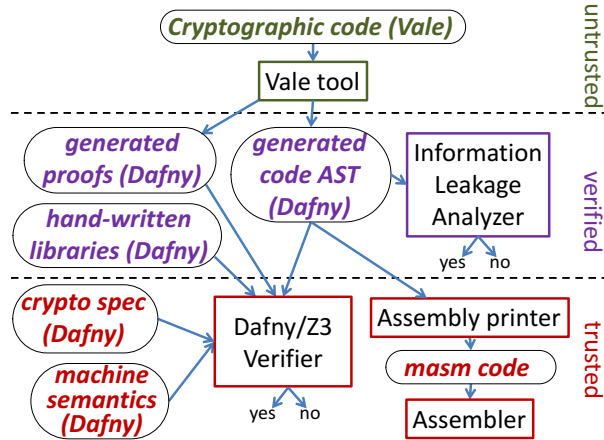 Cryptographic code (Vale)
Vale tool
untrusted
generated
proofs (Dafny)
generated
code AST
(Dafny)
Information
Leakage
Analyzer
hand-written
libraries (Dafny)
yes no
verified
crypto spec
(Dafny)
machine
semantics
(Dafny)
Dafny/Z3
Verifier
yes no
Assembly printer
masm code
Assembler
trusted